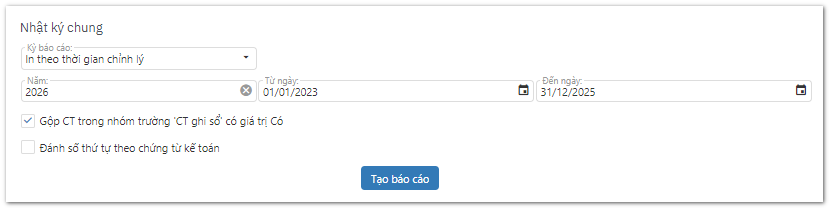 Nhật ký chung
Kỳ báo cáo:
In theo thời gian chỉnh lý
Năm: Từ ngày: Đến ngày:
2026 01/01/2023 31/12/2025
Gộp CT trong nhóm trường 'CT ghi sổ' có giá trị Có
Đánh số thứ tự theo chứng từ kế toán
Tạo báo cáo